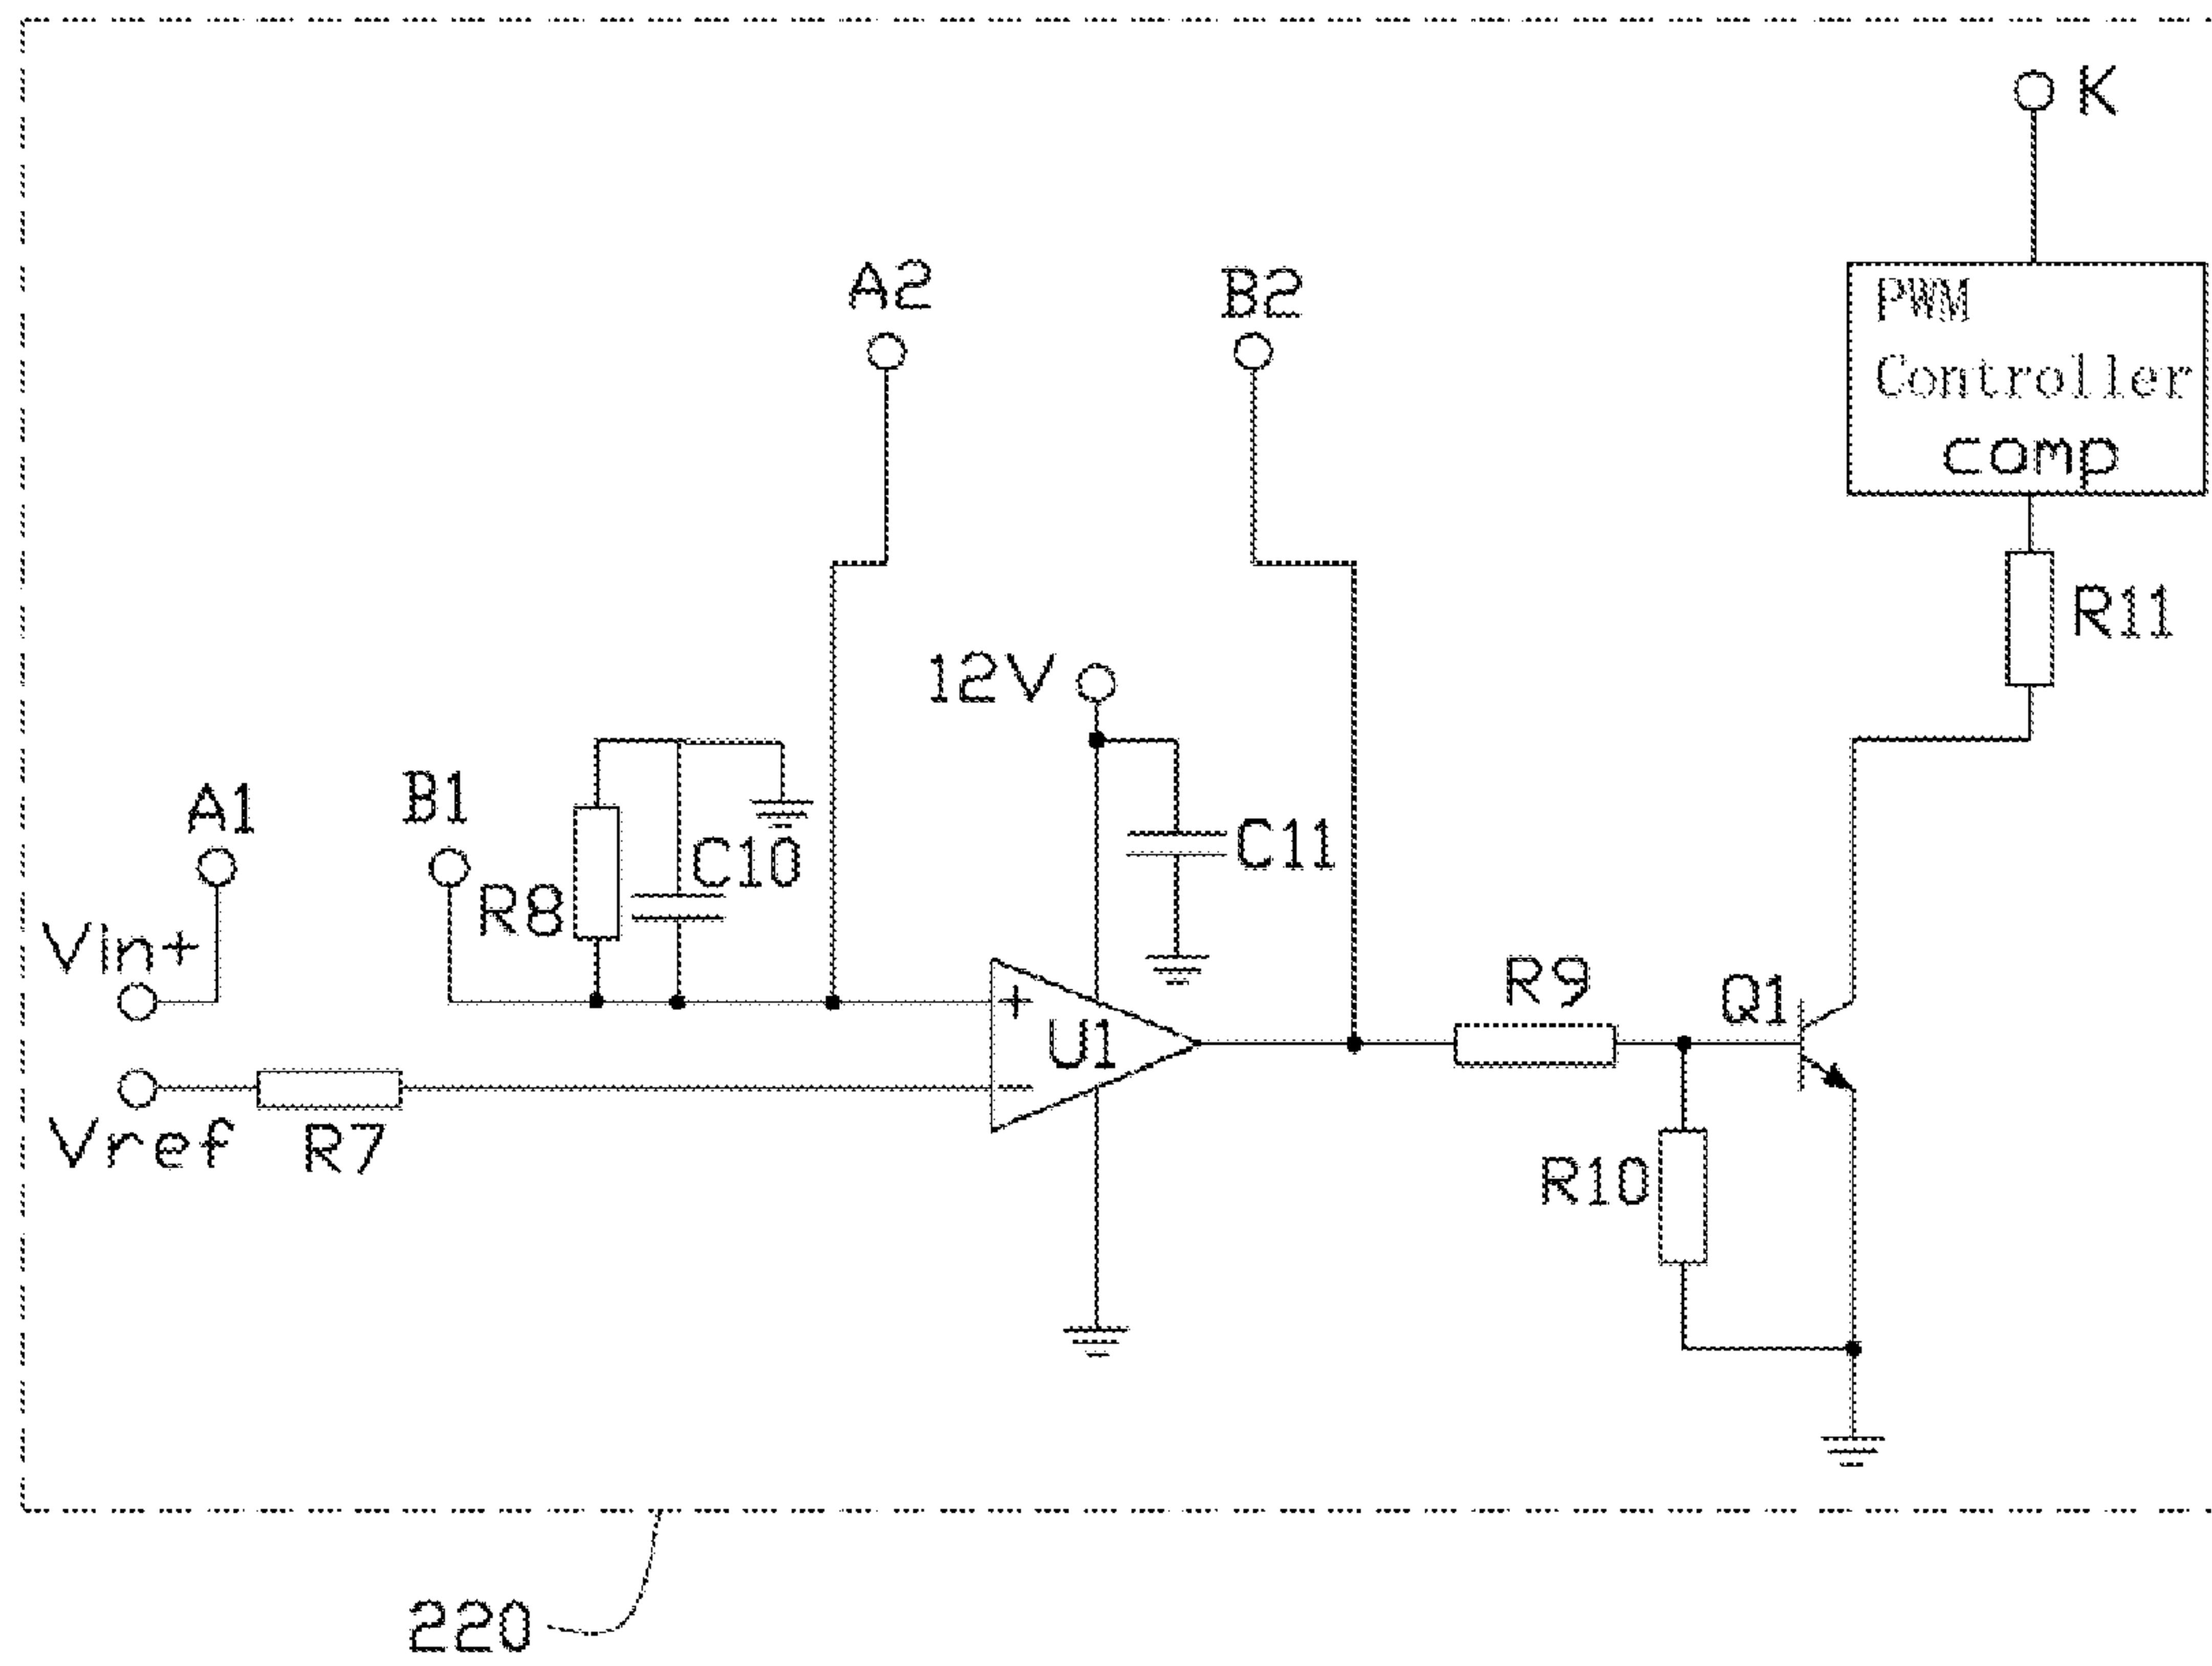 K
PWM
Controller
comp
A2
B2
R11
12V
A1
B1
R8
C10
C11
Vin+
Vref
R7
+
-
U1
R9
Q1
R10
220